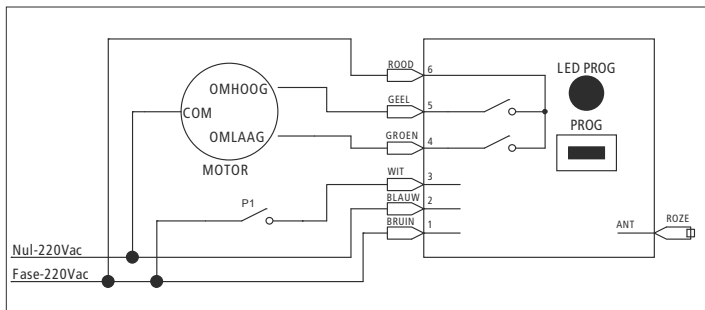 ROOD
6
LED PROG
OMHOOG
GEEL
5
COM
PROG
OMLAAG
GROEN
4
MOTOR
WIT
3
P1
BLAUW
2
BRUIN
1
ANT
ROZE
Nul-220Vac
Fase-220Vac